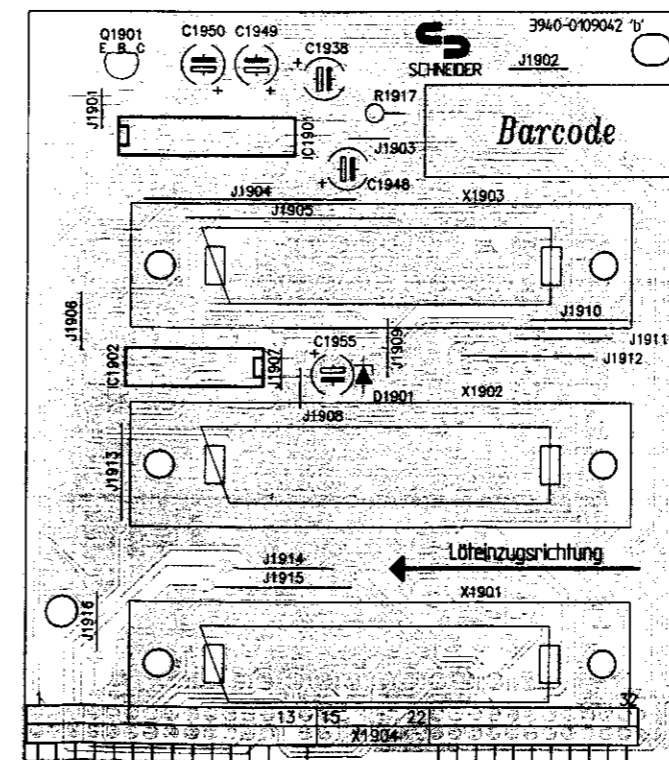 3940-0109042 'b'
Q1901
E B C
C1950
C1949
C1938
SCHNEIDER
J1902
J1901
IC1901
R1917
J1903
Barcode
C1948
J1904
X1903
J1905
J1906
J1910
J1911
J1912
J1909
C1955
IC1902
J1907
D1901
J1908
X1902
J1913
Löteinzugsrichtung
J1914
J1915
X1901
J1916
1
32
13
15
22
X1904